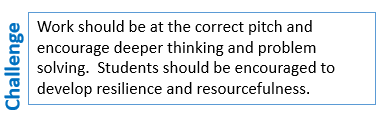 Challenge
Work should be at the correct pitch and
encourage deeper thinking and problem
solving.  Students should be encouraged to
develop resilience and resourcefulness.